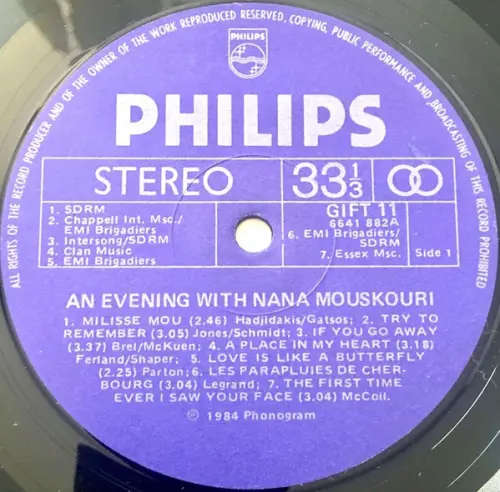 ALL RIGHTS OF THE RECORD PRODUCER AND OF THE OWNER OF THE WORK REPRODUCED RESERVED, COPYING, PUBLIC PERFORMANCE AND BROADCASTING OF THIS RECORD PROHIBITED
PHILIPS
PHILIPS
STEREO
33 1/3
1. SDRM
2. Chappell Int. Msc./
EMI Brigadiers
3. Intersong/SDRM
4. Clan Music
5. EMI Brigadiers
GIFT 11
6641 882A
6. EMI Brigadiers/
SDRM
7. Essex Msc.
Side 1
AN EVENING WITH NANA MOUSKOURI
1. MILISSE MOU (2.46) Hadjidakis/Gatsos; 2. TRY TO
REMEMBER (3.05) Jones/Schmidt; 3. IF YOU GO AWAY
(3.37) Brel/McKuen; 4. A PLACE IN MY HEART (3.18)
Ferland/Shaper; 5. LOVE IS LIKE A BUTTERFLY
(2.25) Parton; 6. LES PARAPLUIES DE CHER-
BOURG (3.04) Legrand; 7. THE FIRST TIME
EVER I SAW YOUR FACE (3.04) McColl.
℗ 1984 Phonogram